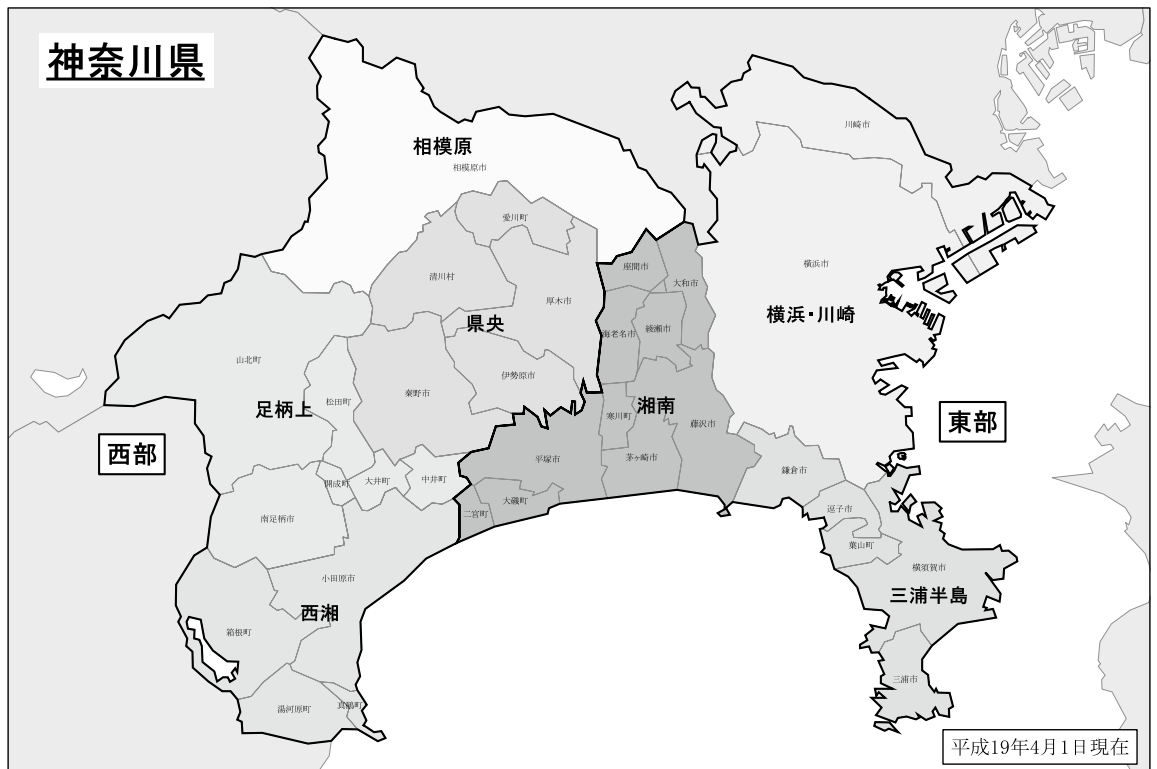 神奈川県
川崎市
相模原
相模原市
愛川町
座間市
横浜市
清川村
大和市
厚木市
横浜・川崎
県央
海老名市
綾瀬市
山北町
伊勢原市
秦野市
松田町
足柄上
湘南
寒川町
藤沢市
東部
西部
平塚市
茅ヶ崎市
鎌倉市
中井町
大井町
開成町
大磯町
二宮町
逗子市
南足柄市
葉山町
横須賀市
小田原市
三浦半島
西湘
箱根町
三浦市
湯河原町
真鶴町
平成19年4月1日現在